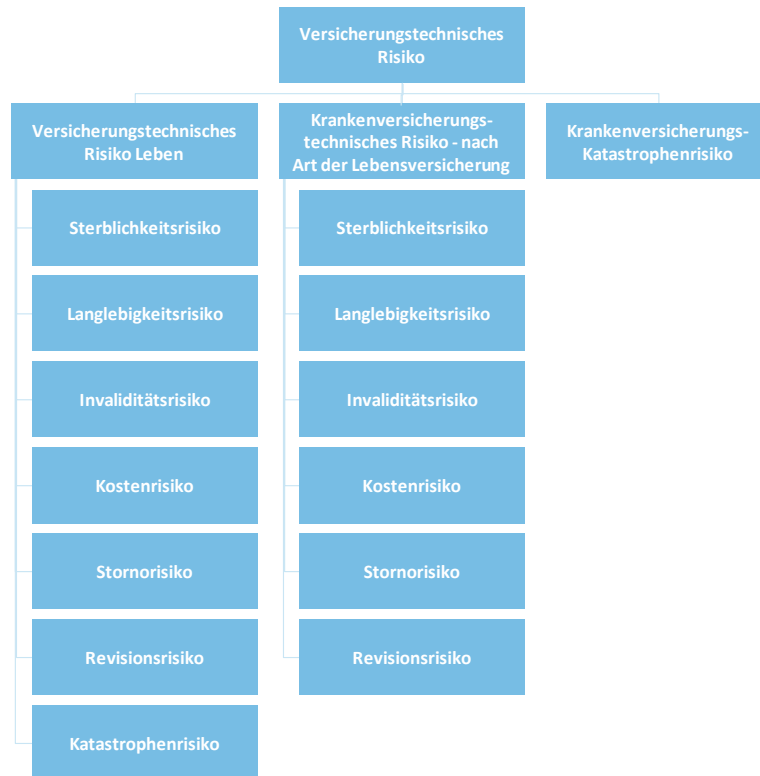 Versicherungstechnisches
Risiko
Versicherungstechnisches
Risiko Leben
Krankenversicherungs-
technisches Risiko - nach
Art der Lebensversicherung
Krankenversicherungs-
Katastrophenrisiko
Sterblichkeitsrisiko
Langlebigkeitsrisiko
Invaliditätsrisiko
Kostenrisiko
Stornorisiko
Revisionsrisiko
Katastrophenrisiko
Sterblichkeitsrisiko
Langlebigkeitsrisiko
Invaliditätsrisiko
Kostenrisiko
Stornorisiko
Revisionsrisiko